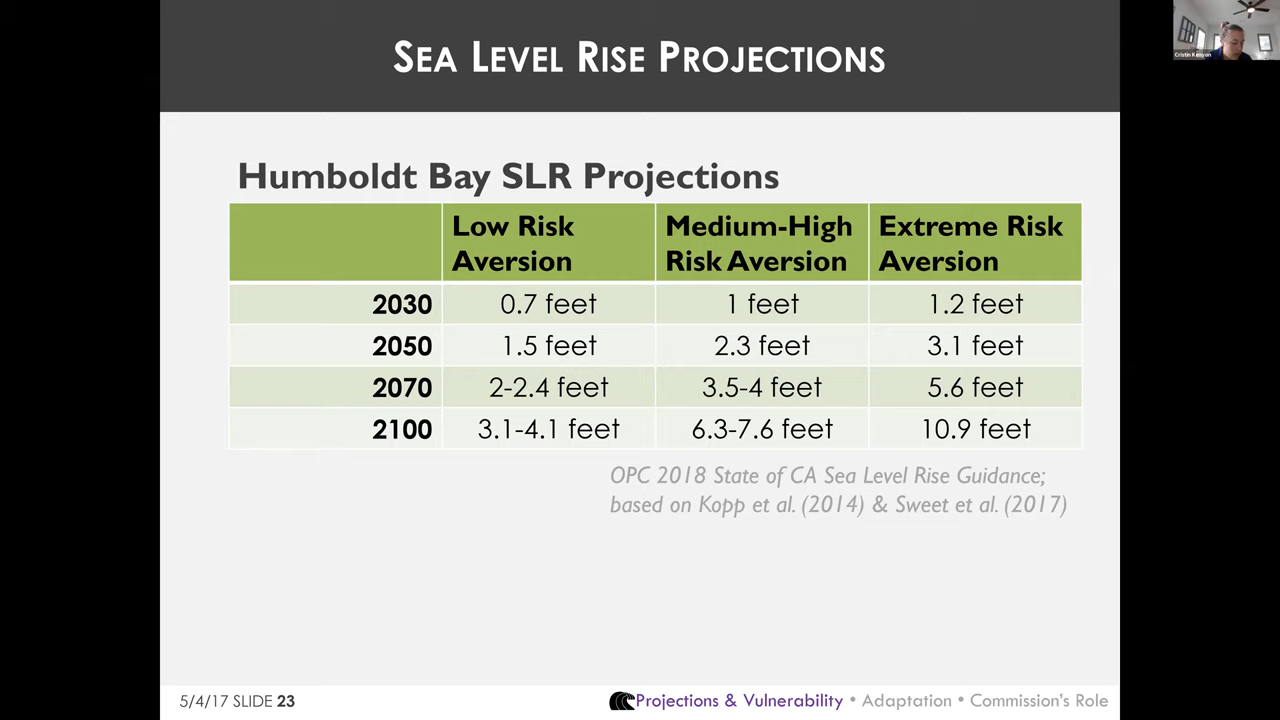 SEA LEVEL RISE PROJECTIONS
Cristin Kenyon
Humboldt Bay SLR Projections
Low Risk Aversion
Medium-High Risk Aversion
Extreme Risk Aversion
2030 0.7 feet 1 feet 1.2 feet
2050 1.5 feet 2.3 feet 3.1 feet
2070 2-2.4 feet 3.5-4 feet 5.6 feet
2100 3.1-4.1 feet 6.3-7.6 feet 10.9 feet
OPC 2018 State of CA Sea Level Rise Guidance;
based on Kopp et al. (2014) & Sweet et al. (2017)
5/4/17 SLIDE 23
Projections & Vulnerability • Adaptation • Commission's Role